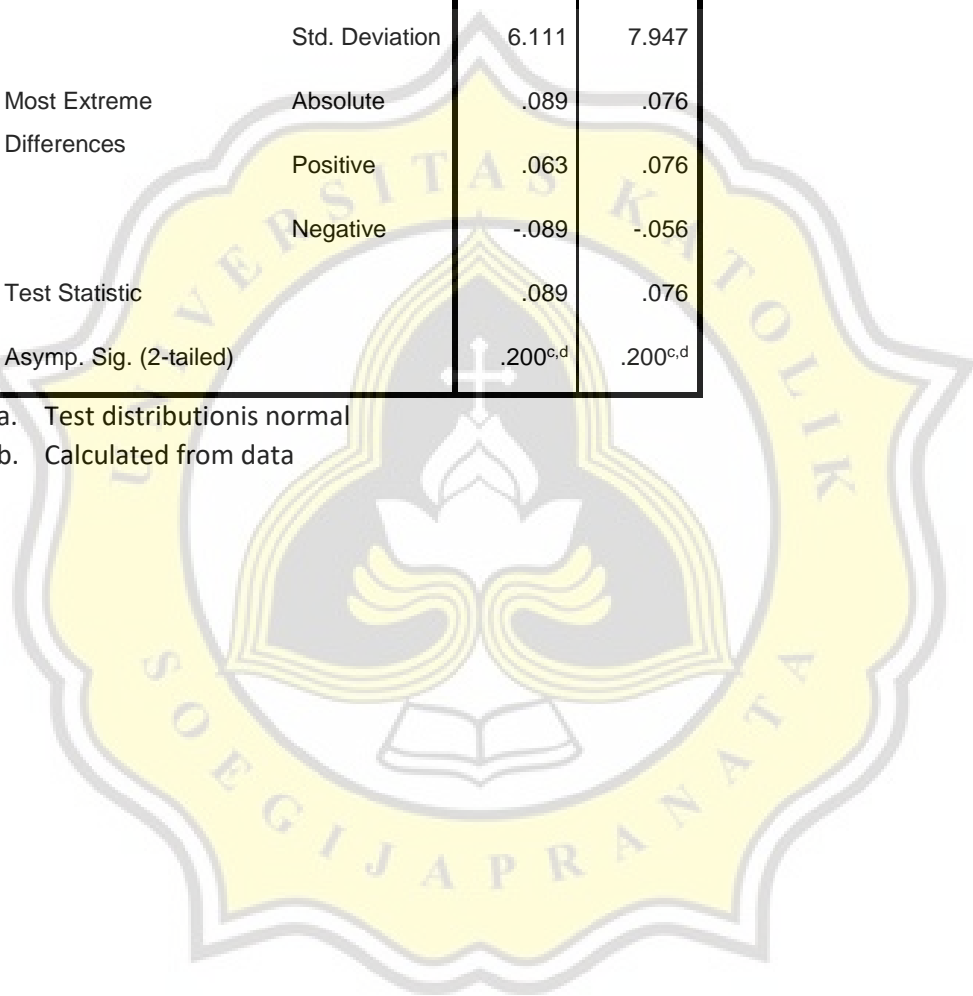 Std. Deviation 6.111 7.947
Most Extreme Differences Absolute .089 .076
Positive .063 .076
Negative -.089 -.056
Test Statistic .089 .076
Asymp. Sig. (2-tailed) .200c,d .200c,d
a. Test distributionis normal
b. Calculated from data
UNIVERSITAS KATOLIK
SOEGIJAPRANATA